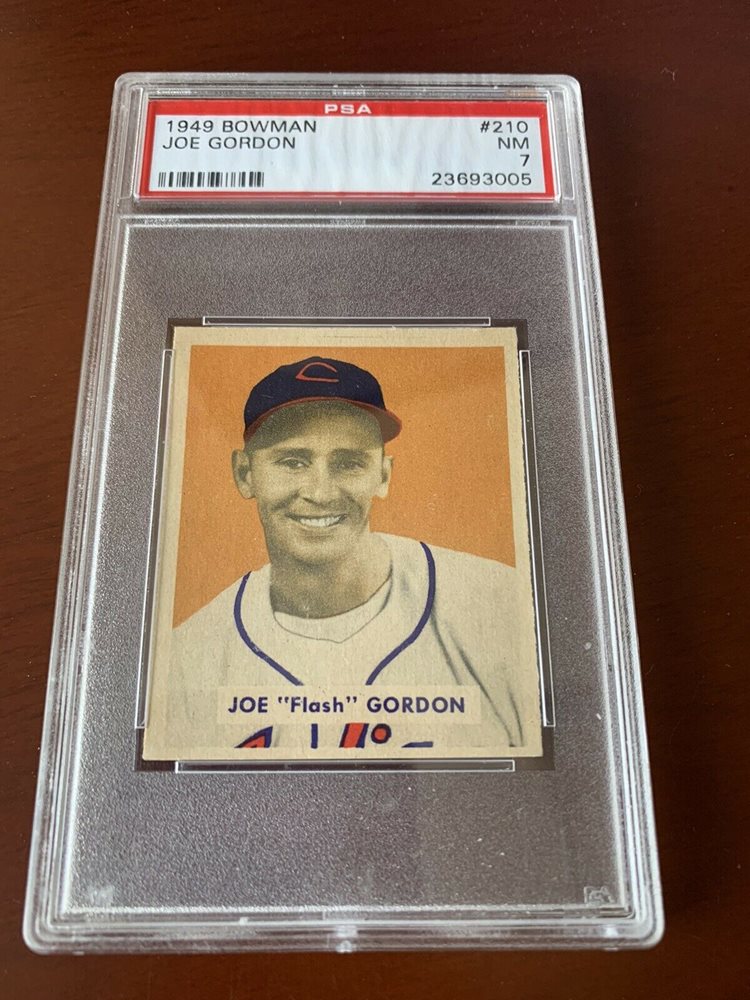 PSA
1949 BOWMAN #210
JOE GORDON NM
7
23693005
C
JOE "Flash" GORDON